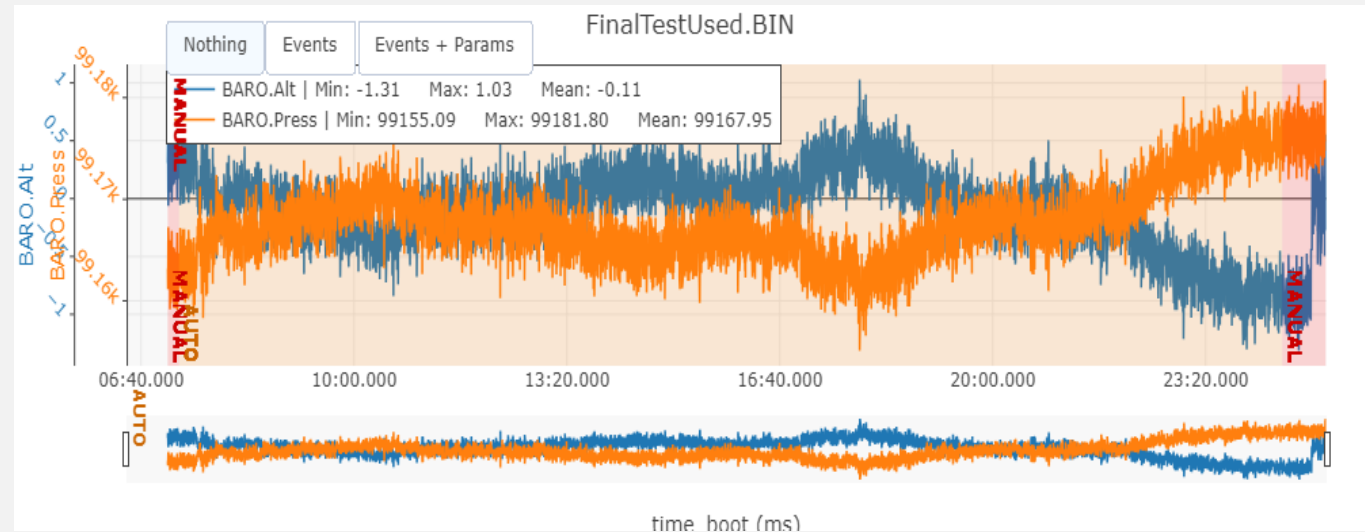 FinalTestUsed.BIN
Nothing Events Events + Params
BARO.Alt | Min: -1.31 Max: 1.03 Mean: -0.11
BARO.Press | Min: 99155.09 Max: 99181.80 Mean: 99167.95
BARO.Alt
1
0.5
0
−0.5
−1
BARO.Press
99.18k
99.17k
99.16k
MANUAL
MANUAL
AUTO
MANUAL
06:40.000 10:00.000 13:20.000 16:40.000 20:00.000 23:20.000
AUTO
time_boot (ms)